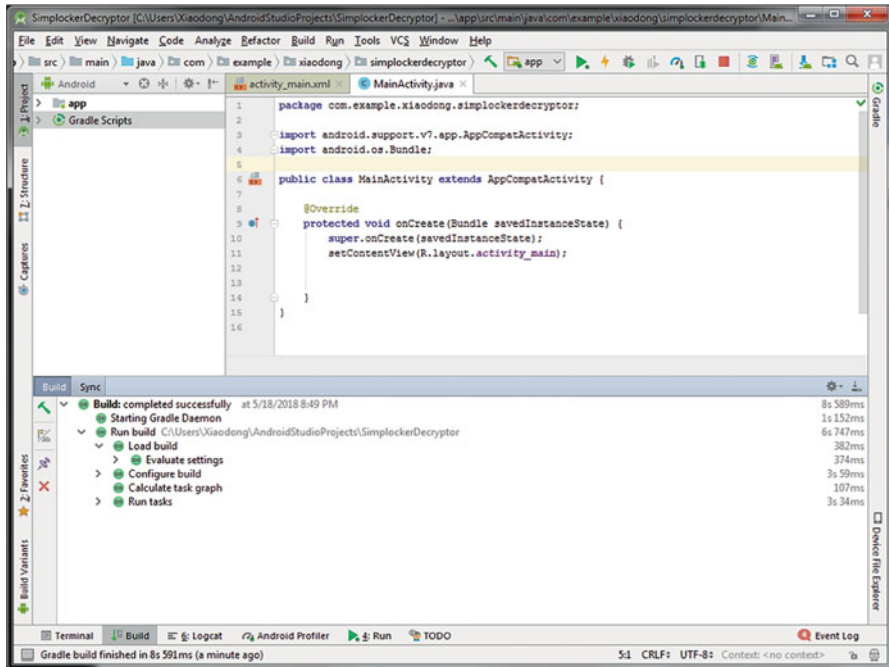 SimplockerDecryptor [C:\Users\Xiaodong\AndroidStudioProjects\SimplockerDecryptor] - ...\app\src\main\java\com\example\xiaodong\simplockerdecryptor\Main...
File Edit View Navigate Code Analyze Refactor Build Run Tools VCS Window Help
src main java com example xiaodong simplockerdecryptor app
Android
activity_main.xml MainActivity.java
1: Project
app
Gradle Scripts
Z: Structure
Captures
1 package com.example.xiaodong.simplockerdecryptor;
2
3 import android.support.v7.app.AppCompatActivity;
4 import android.os.Bundle;
5
6 public class MainActivity extends AppCompatActivity {
7
8 @Override
9 protected void onCreate(Bundle savedInstanceState) {
10 super.onCreate(savedInstanceState);
11 setContentView(R.layout.activity_main);
12
13
14 }
15 }
16
Gradle
Build Sync
Build: completed successfully at 5/18/2018 8:49 PM 8s 589ms
Starting Gradle Daemon 1s 152ms
Run build C:\Users\Xiaodong\AndroidStudioProjects\SimplockerDecryptor 6s 747ms
Load build 382ms
Evaluate settings 374ms
Configure build 3s 59ms
Calculate task graph 107ms
Run tasks 3s 34ms
2: Favorites
Build Variants
Device File Explorer
Terminal Build 6: Logcat Android Profiler 4: Run TODO Event Log
Gradle build finished in 8s 591ms (a minute ago) 5:1 CRLF UTF-8 Context: <no context>